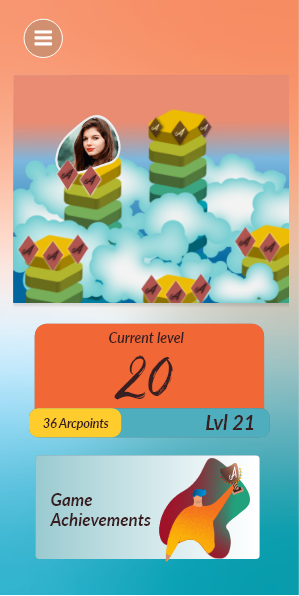 Current level
20
36 Arcpoints
Lvl 21
Game
Achievements